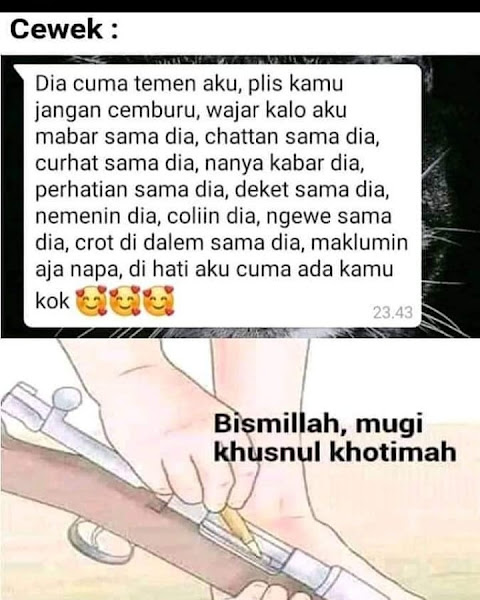 Cewek :
Dia cuma temen aku, plis kamu
jangan cemburu, wajar kalo aku
mabar sama dia, chattan sama dia,
curhat sama dia, nanya kabar dia,
perhatian sama dia, deket sama dia,
nemenin dia, coliin dia, ngewe sama
dia, crot di dalem sama dia, maklumin
aja napa, di hati aku cuma ada kamu
kok 🥰🥰🥰
23.43
Bismillah, mugi
khusnul khotimah